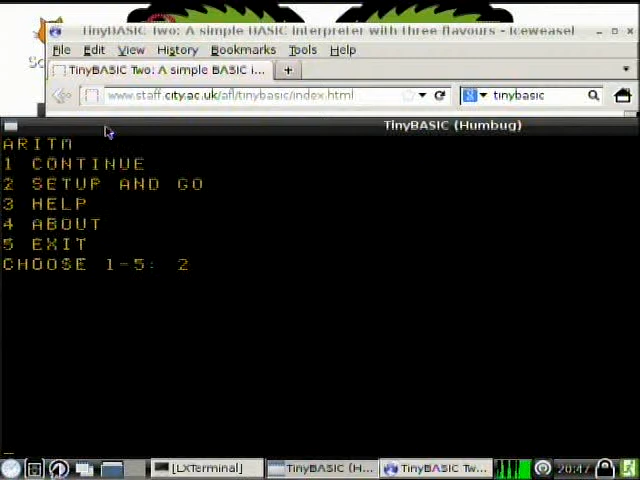 TinyBASIC Two: A simple BASIC interpreter with three flavours - Iceweasel
File Edit View History Bookmarks Tools Help
TinyBASIC Two: A simple BASIC i...
www.staff.city.ac.uk/afl/tinybasic/index.html tinybasic
TinyBASIC (Humbug)
ARITM
1 CONTINUE
2 SETUP AND GO
3 HELP
4 ABOUT
5 EXIT
CHOOSE 1-5: 2
[LXTerminal] TinyBASIC (H... TinyBASIC Tw... 20:47